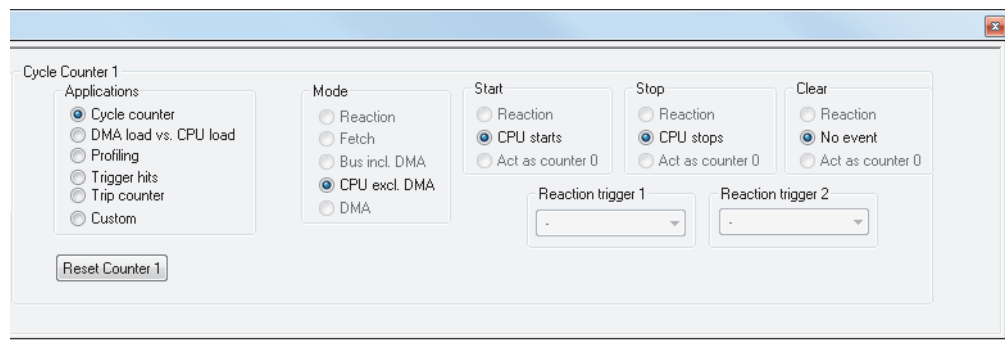 Cycle Counter 1
Applications
Cycle counter
DMA load vs. CPU load
Profiling
Trigger hits
Trip counter
Custom
Reset Counter 1
Mode
Reaction
Fetch
Bus incl. DMA
CPU excl. DMA
DMA
Start
Reaction
CPU starts
Act as counter 0
Stop
Reaction
CPU stops
Act as counter 0
Clear
Reaction
No event
Act as counter 0
Reaction trigger 1
-
Reaction trigger 2
-